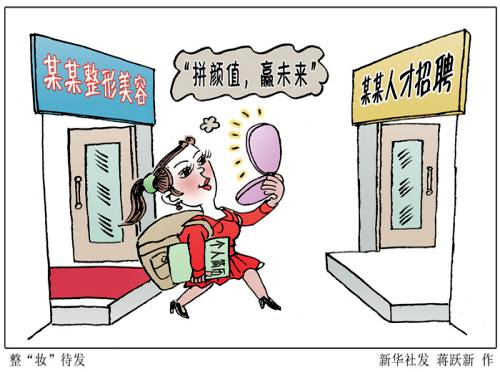 某某整形美容
“拼颜值，赢未来”
某某人才招聘
个人简历
整“妆”待发
新华社发 蒋跃新 作